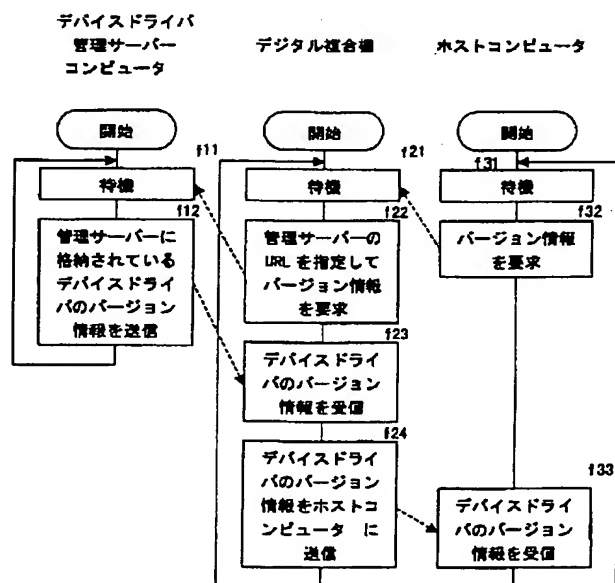 デバイスドライバ
管理サーバー
コンピュータ
デジタル複合機
ホストコンピュータ
開始
開始
開始
f11
待機
f21
待機
f31
待機
f12
管理サーバーに
格納されている
デバイスドライ
バのバージョン
情報を送信
f22
管理サーバーの
URLを指定して
バージョン情報
を要求
f32
バージョン情報
を要求
f23
デバイスドライ
バのバージョン
情報を受信
f24
デバイスドライ
バのバージョン
情報をホストコ
ンピュータ に
送信
f33
デバイスドライ
バのバージョン
情報を受信